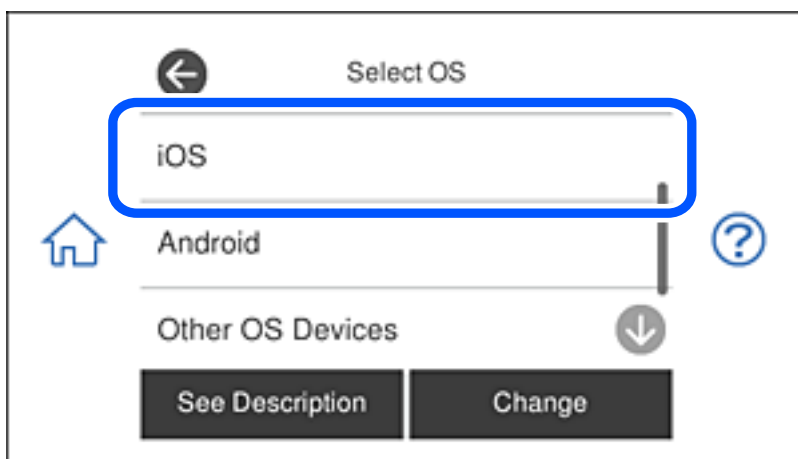 Select OS
iOS
Android
Other OS Devices
See Description
Change